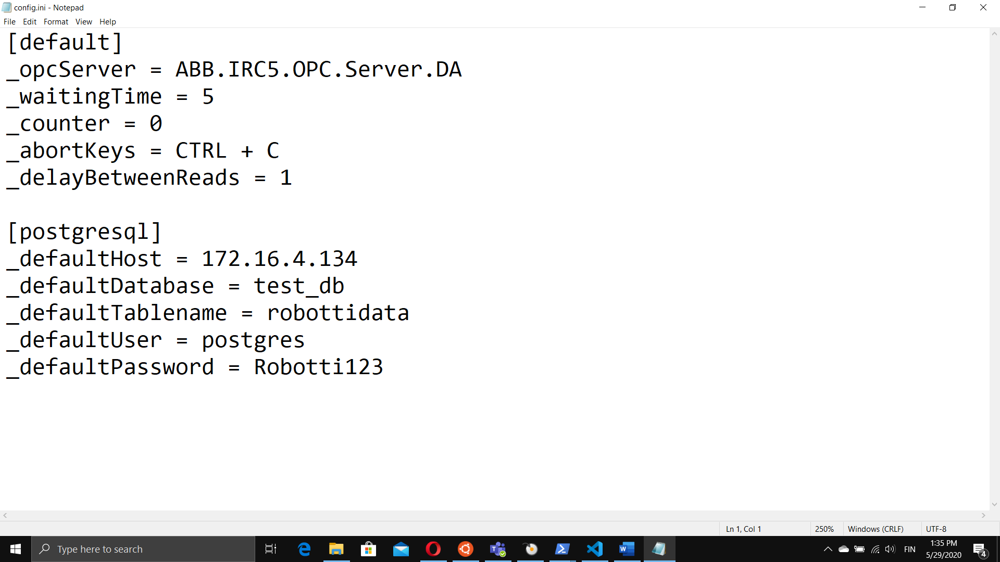 config.ini - Notepad
File Edit Format View Help
[default]
_opcServer = ABB.IRC5.OPC.Server.DA
_waitingTime = 5
_counter = 0
_abortKeys = CTRL + C
_delayBetweenReads = 1
[postgresql]
_defaultHost = 172.16.4.134
_defaultDatabase = test_db
_defaultTablename = robottidata
_defaultUser = postgres
_defaultPassword = Robotti123
Ln 1, Col 1 250% Windows (CRLF) UTF-8
Type here to search FIN 1:35 PM
5/29/2020 4